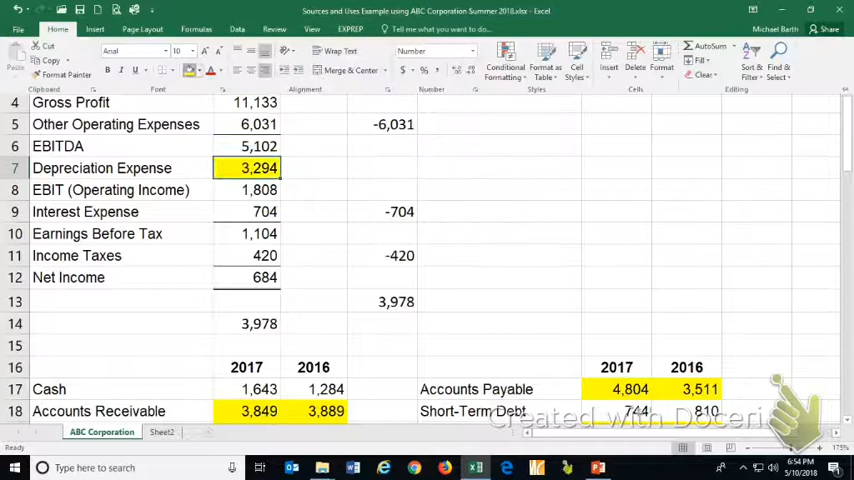 Sources and Uses Example using ABC Corporation Summer 2018.xlsx - Excel
File Home Insert Page Layout Formulas Data Review View EXPREP Tell me what you want to do... Michael Barth Share
Cut
Copy
Format Painter
Paste
Clipboard
Arial 10
B I U
Font
Wrap Text
Merge & Center
Alignment
Number
$ % ,
Number
Conditional Formatting
Format as Table
Cell Styles
Styles
Insert Delete Format
Cells
AutoSum
Fill
Clear
Sort & Filter
Find & Select
Editing
4 Gross Profit 11,133
5 Other Operating Expenses 6,031 -6,031
6 EBITDA 5,102
7 Depreciation Expense 3,294
8 EBIT (Operating Income) 1,808
9 Interest Expense 704 -704
10 Earnings Before Tax 1,104
11 Income Taxes 420 -420
12 Net Income 684
13 3,978
14 3,978
15
16 2017 2016 2017 2016
17 Cash 1,643 1,284 Accounts Payable 4,804 3,511
18 Accounts Receivable 3,849 3,889 Short-Term Debt 744 810
Created with Doceri
ABC Corporation Sheet2
Ready 175%
Type here to search
6:54 PM
5/10/2018